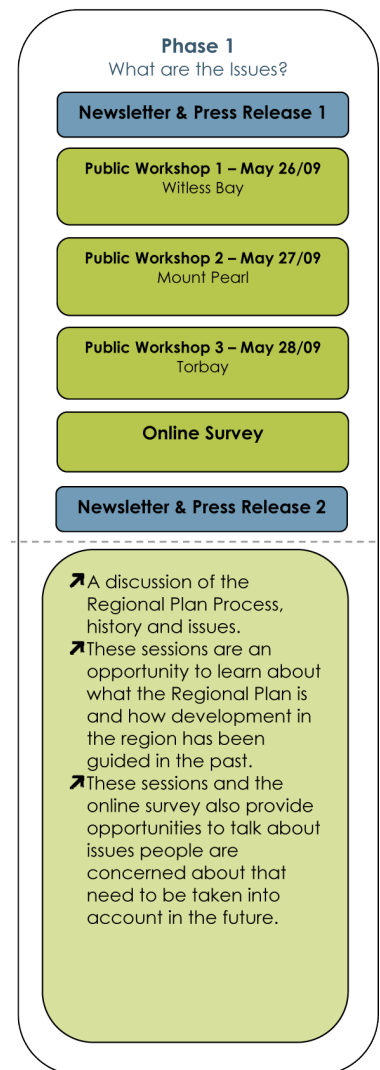 Phase 1
What are the Issues?
Newsletter & Press Release 1
Public Workshop 1 – May 26/09
Witless Bay
Public Workshop 2 – May 27/09
Mount Pearl
Public Workshop 3 – May 28/09
Torbay
Online Survey
Newsletter & Press Release 2
A discussion of the
Regional Plan Process,
history and issues.
These sessions are an
opportunity to learn about
what the Regional Plan is
and how development in
the region has been
guided in the past.
These sessions and the
online survey also provide
opportunities to talk about
issues people are
concerned about that
need to be taken into
account in the future.